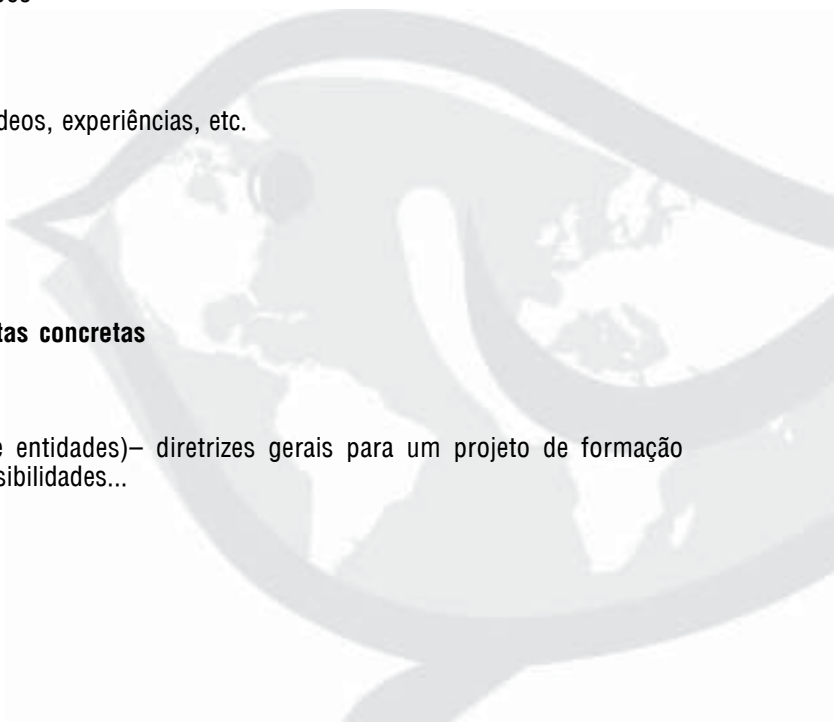 deos, experiências, etc.
tas concretas
e entidades)– diretrizes gerais para um projeto de formação
sibilidades...